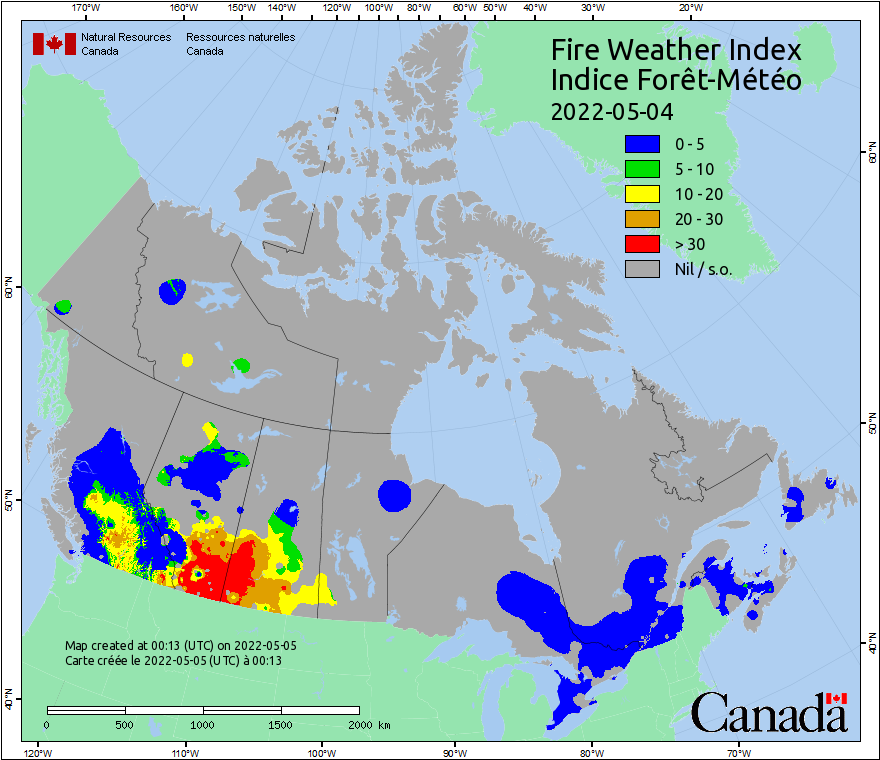 170°W 160°W 150°W 140°W 120°W 100°W 80°W 60°W 50°W 40°W 30°W 20°W
Natural Resources Ressources naturelles
Canada Canada
Fire Weather Index
Indice Forêt-Météo
2022-05-04
0 - 5
5 - 10
10 - 20
20 - 30
> 30
Nil / s.o.
60°N
60°N
50°N
50°N
40°N
40°N
Map created at 00:13 (UTC) on 2022-05-05
Carte créée le 2022-05-05 (UTC) à 00:13
0 500 1000 1500 2000 km
Canada
120°W 110°W 100°W 90°W 80°W 70°W